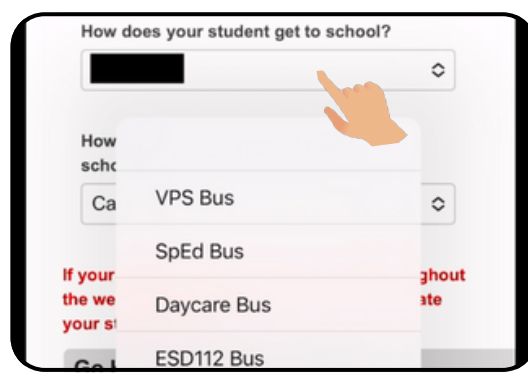 How does your student get to school?
How
scho
Ca
VPS Bus
SpEd Bus
If your ghout
the we Daycare Bus ate
your st
ESD112 Bus